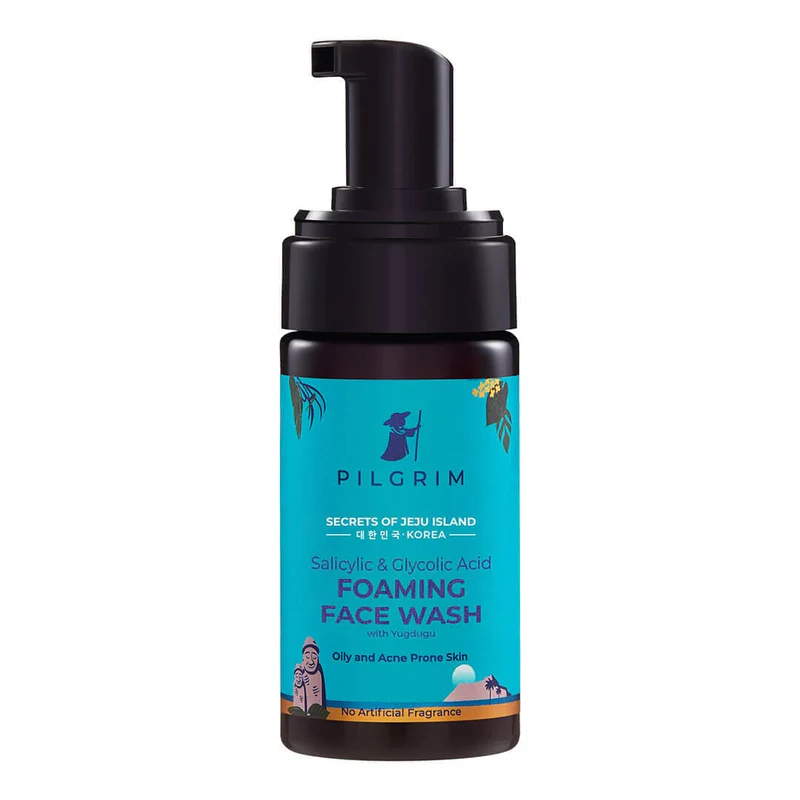 PILGRIM
SECRETS OF JEJU ISLAND
대한민국·KOREA
Salicylic & Glycolic Acid
FOAMING
FACE WASH
with Yugdugu
Oily and Acne Prone Skin
No Artificial Fragrance